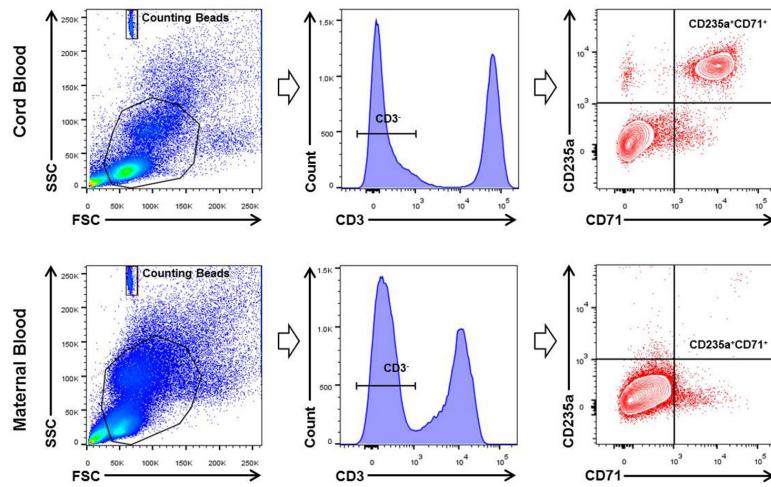 Cord Blood
SSC
250K
200K
150K
100K
50K
0
Counting Beads
0
50K
100K
150K
200K
250K
FSC
Count
1.5K
1.0K
500
0
CD3-
0
10³
10⁴
10⁵
CD3
CD235a
10⁴
10³
0
CD235a⁺CD71⁺
0
10³
10⁴
10⁵
CD71
Maternal Blood
SSC
250K
200K
150K
100K
50K
0
Counting Beads
0
50K
100K
150K
200K
250K
FSC
Count
1.5K
1.0K
500
0
CD3-
0
10³
10⁴
10⁵
CD3
CD235a
10⁴
10³
0
CD235a⁺CD71⁺
0
10³
10⁴
10⁵
CD71